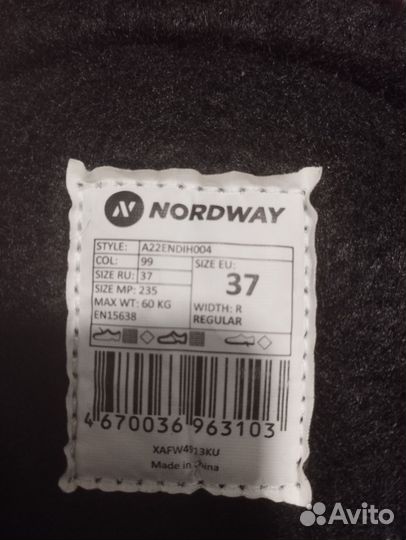 NORDWAY
STYLE: A22ENDIH004
COL: 99
SIZE RU: 37
SIZE MP: 235
MAX WT: 60 KG
EN15638
SIZE EU:
37
WIDTH: R
REGULAR
4 670036 963103
Made in China
Avito